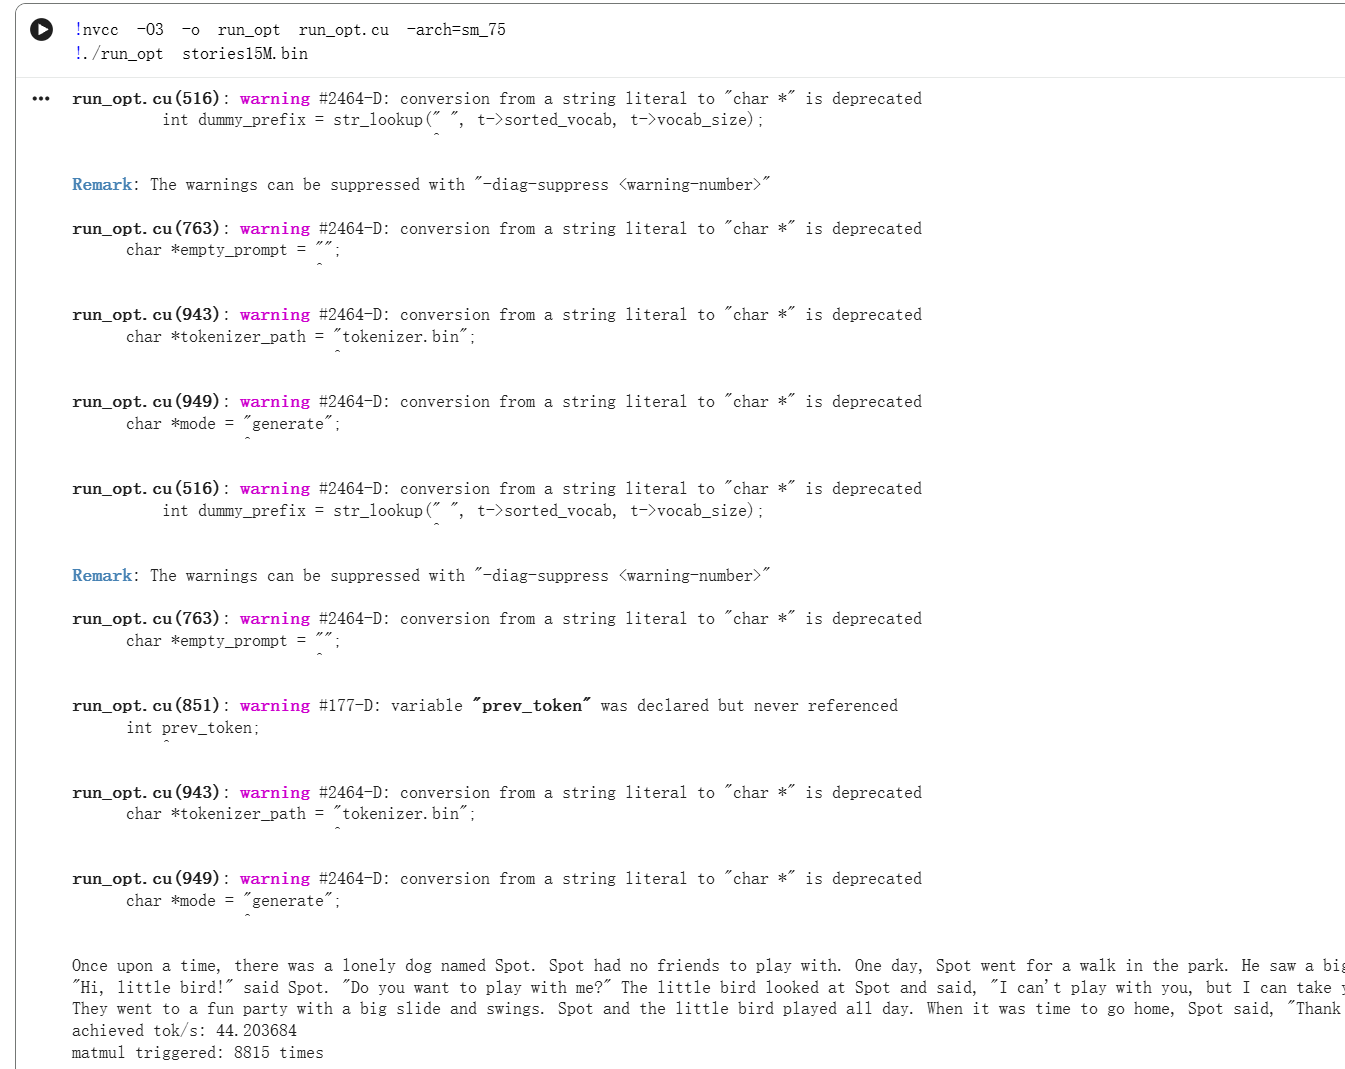 !nvcc -O3 -o run_opt run_opt.cu -arch=sm_75
!./run_opt stories15M.bin
run_opt.cu(516): warning #2464-D: conversion from a string literal to "char *" is deprecated
int dummy_prefix = str_lookup(" ", t->sorted_vocab, t->vocab_size);
^
Remark: The warnings can be suppressed with "-diag-suppress <warning-number>"
run_opt.cu(763): warning #2464-D: conversion from a string literal to "char *" is deprecated
char *empty_prompt = "";
^
run_opt.cu(943): warning #2464-D: conversion from a string literal to "char *" is deprecated
char *tokenizer_path = "tokenizer.bin";
^
run_opt.cu(949): warning #2464-D: conversion from a string literal to "char *" is deprecated
char *mode = "generate";
^
run_opt.cu(516): warning #2464-D: conversion from a string literal to "char *" is deprecated
int dummy_prefix = str_lookup(" ", t->sorted_vocab, t->vocab_size);
^
Remark: The warnings can be suppressed with "-diag-suppress <warning-number>"
run_opt.cu(763): warning #2464-D: conversion from a string literal to "char *" is deprecated
char *empty_prompt = "";
^
run_opt.cu(851): warning #177-D: variable "prev_token" was declared but never referenced
int prev_token;
^
run_opt.cu(943): warning #2464-D: conversion from a string literal to "char *" is deprecated
char *tokenizer_path = "tokenizer.bin";
^
run_opt.cu(949): warning #2464-D: conversion from a string literal to "char *" is deprecated
char *mode = "generate";
^
Once upon a time, there was a lonely dog named Spot. Spot had no friends to play with. One day, Spot went for a walk in the park. He saw a big
"Hi, little bird!" said Spot. "Do you want to play with me?" The little bird looked at Spot and said, "I can't play with you, but I can take
They went to a fun party with a big slide and swings. Spot and the little bird played all day. When it was time to go home, Spot said, "Thank
achieved tok/s: 44.203684
matmul triggered: 8815 times